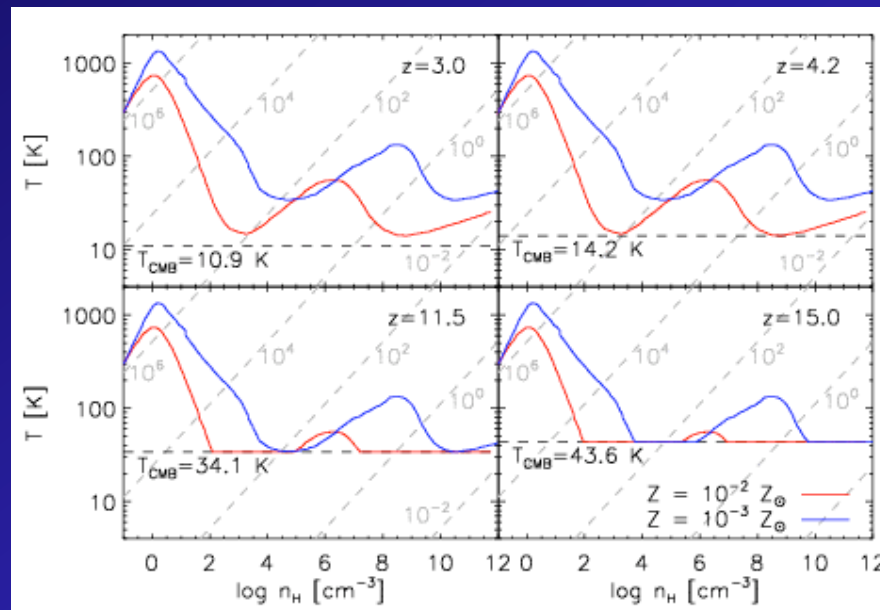 z=3.0
z=4.2
1000
100
10
T [K]
10⁶
10⁴
10²
10⁰
T_CMB=10.9 K
10⁴
10²
10⁰
10⁶
10⁻²
T_CMB=14.2 K
10⁻²
z=11.5
z=15.0
1000
100
10
T [K]
10⁶
10⁴
10²
10⁰
T_CMB=34.1 K
10⁻²
10⁶
10⁴
10²
10⁰
T_CMB=43.6 K
Z = 10⁻² Z⊙
Z = 10⁻³ Z⊙
0 2 4 6 8 10 12 0 2 4 6 8 10 12
log n_H [cm⁻³]
log n_H [cm⁻³]